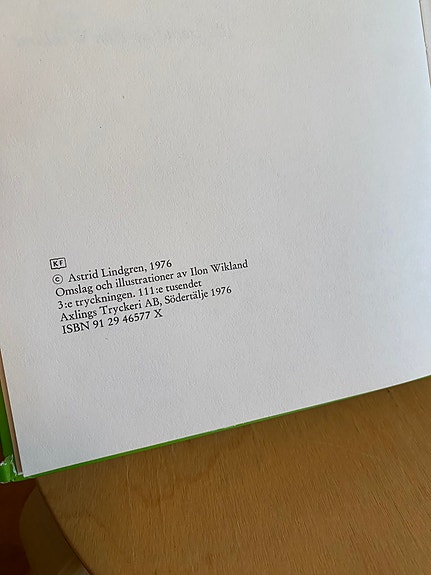 KF
© Astrid Lindgren, 1976
Omslag och illustrationer av Ilon Wikland
3:e tryckningen. 111:e tusendet
Axlings Tryckeri AB, Södertälje 1976
ISBN 91 29 46577 X